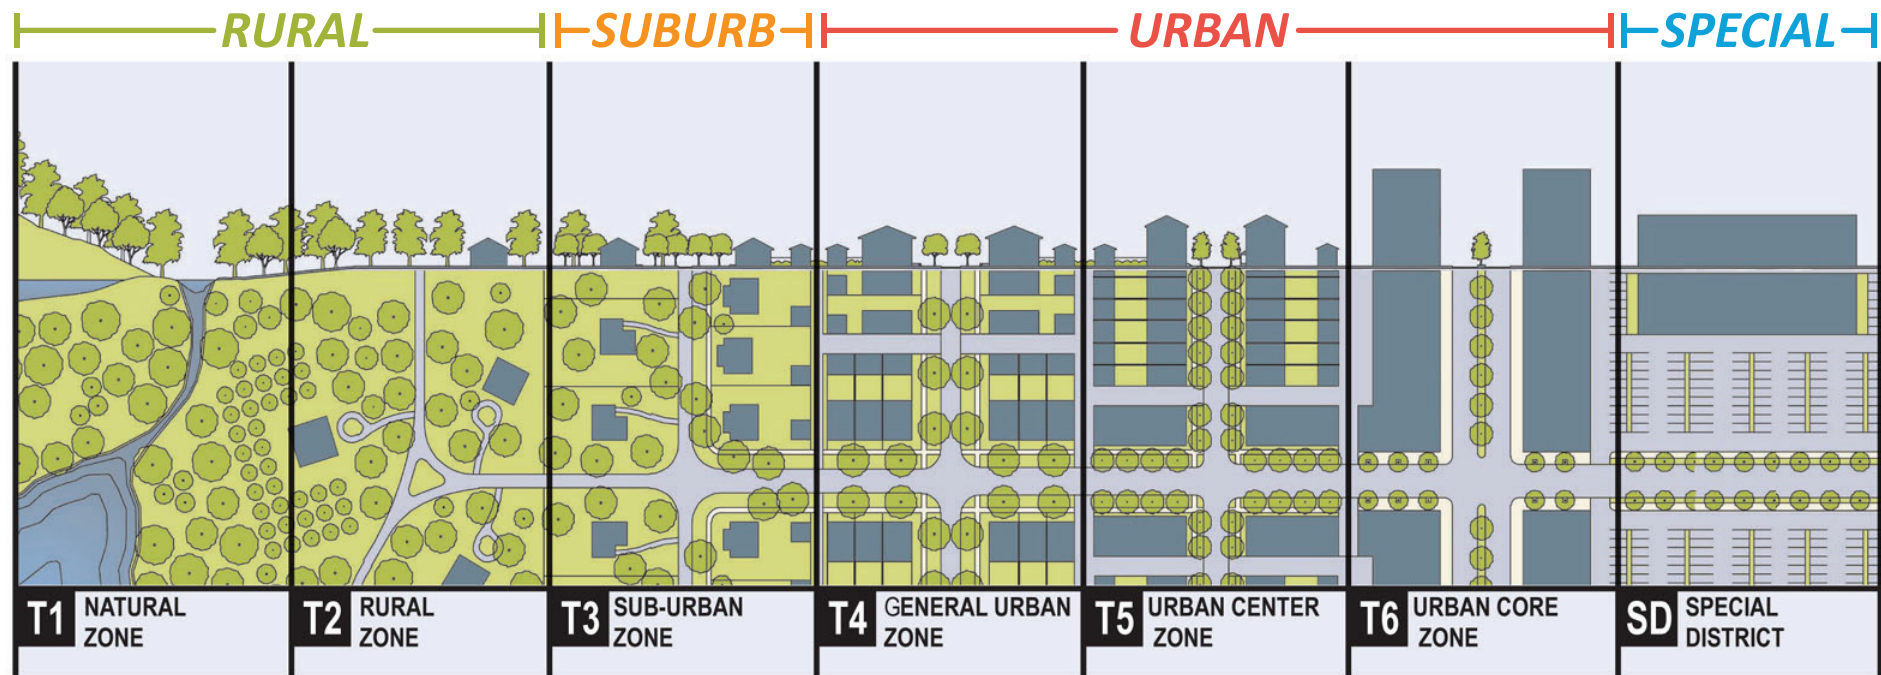 RURAL SUBURB URBAN SPECIAL
T1 NATURAL ZONE
T2 RURAL ZONE
T3 SUB-URBAN ZONE
T4 GENERAL URBAN ZONE
T5 URBAN CENTER ZONE
T6 URBAN CORE ZONE
SD SPECIAL DISTRICT